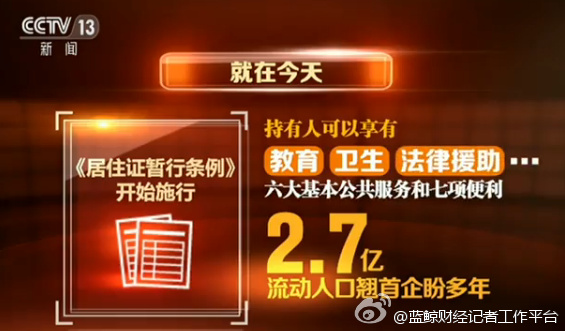 CCTV 13
新闻
就在今天
《居住证暂行条例》
开始施行
持有人可以享有
教育 卫生 法律援助···
六大基本公共服务和七项便利
2.7亿
流动人口翘首企盼多年
@蓝鲸财经记者工作平台